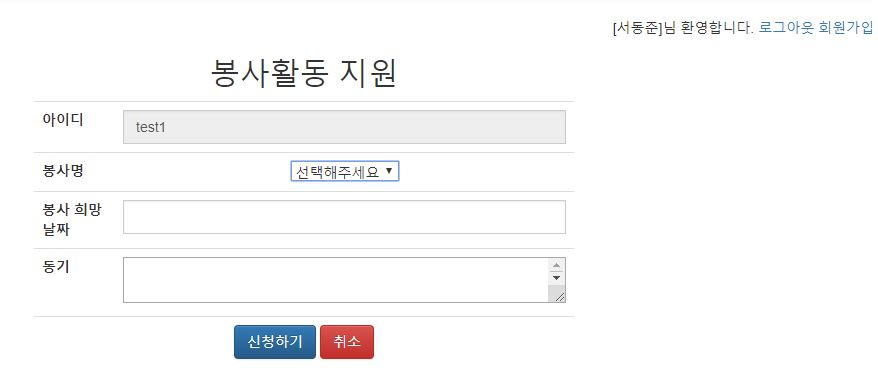 [서동준]님 환영합니다. 로그아웃 회원가입
봉사활동 지원
아이디
test1
봉사명
선택해주세요
봉사 희망
날짜
동기
신청하기 취소